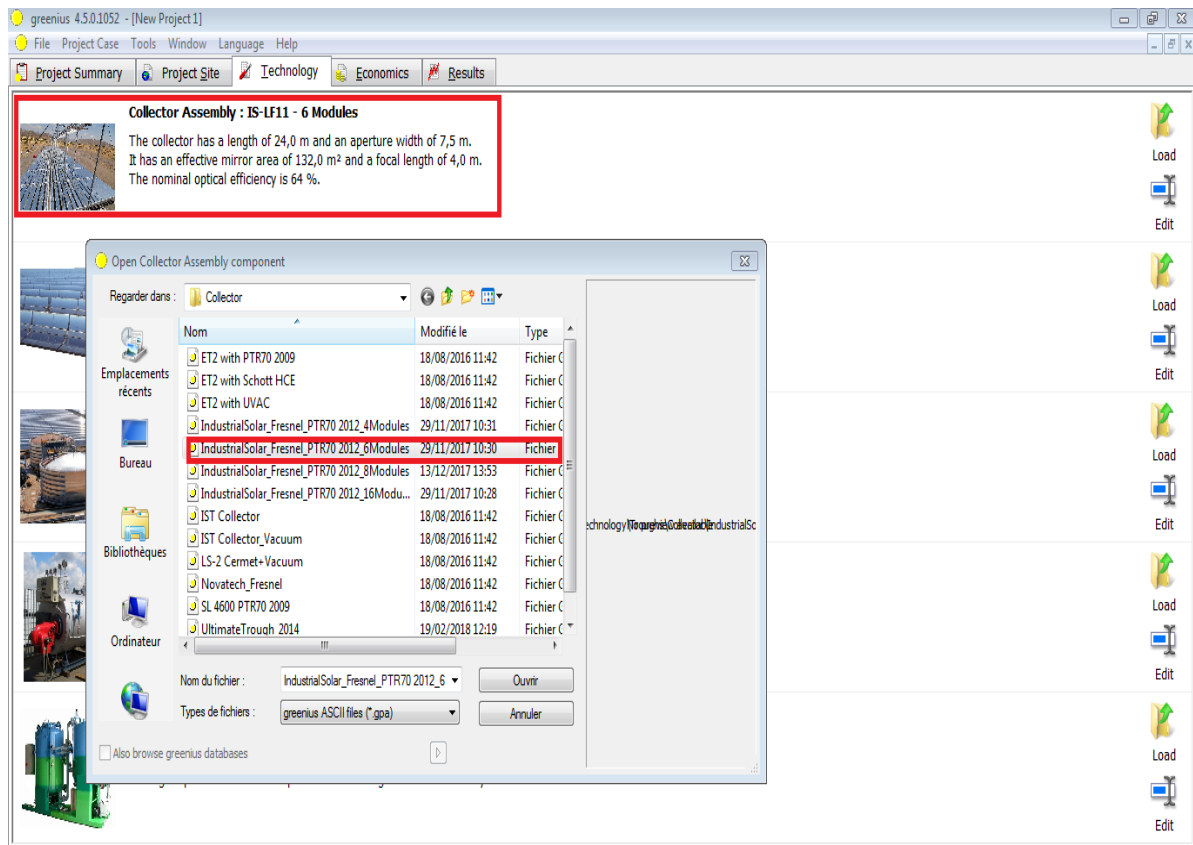 greenius 4.5.0.1052 - [New Project 1]
File Project Case Tools Window Language Help
Project Summary Project Site Technology Economics Results
Collector Assembly : IS-LF11 - 6 Modules
The collector has a length of 24,0 m and an aperture width of 7,5 m.
It has an effective mirror area of 132,0 m² and a focal length of 4,0 m.
The nominal optical efficiency is 64 %.
Load
Edit
Open Collector Assembly component
Regarder dans : Collector
Nom Modifié le Type
ET2 with PTR70 2009 18/08/2016 11:42 Fichier
ET2 with Schott HCE 18/08/2016 11:42 Fichier
ET2 with UVAC 18/08/2016 11:42 Fichier
IndustrialSolar_Fresnel_PTR70 2012_4Modules 29/11/2017 10:31 Fichier
IndustrialSolar_Fresnel_PTR70 2012_6Modules 29/11/2017 10:30 Fichier
IndustrialSolar_Fresnel_PTR70 2012_8Modules 13/12/2017 13:53 Fichier
IndustrialSolar_Fresnel_PTR70 2012_16Modu... 29/11/2017 10:28 Fichier
IST Collector 18/08/2016 11:42 Fichier
IST Collector_Vacuum 18/08/2016 11:42 Fichier
LS-2 Cermet+Vacuum 18/08/2016 11:42 Fichier
Novatech_Fresnel 18/08/2016 11:42 Fichier
SL 4600 PTR70 2009 18/08/2016 11:42 Fichier
UltimateTrough 2014 19/02/2018 12:19 Fichier
Emplacements
récents
Bureau
Bibliothèques
Ordinateur
Nom du fichier : IndustrialSolar_Fresnel_PTR70 2012_6 Ouvrir
Types de fichiers : greenius ASCII files (*.gpa) Annuler
Also browse greenius databases
Load
Edit
Load
Edit
Load
Edit
Load
Edit